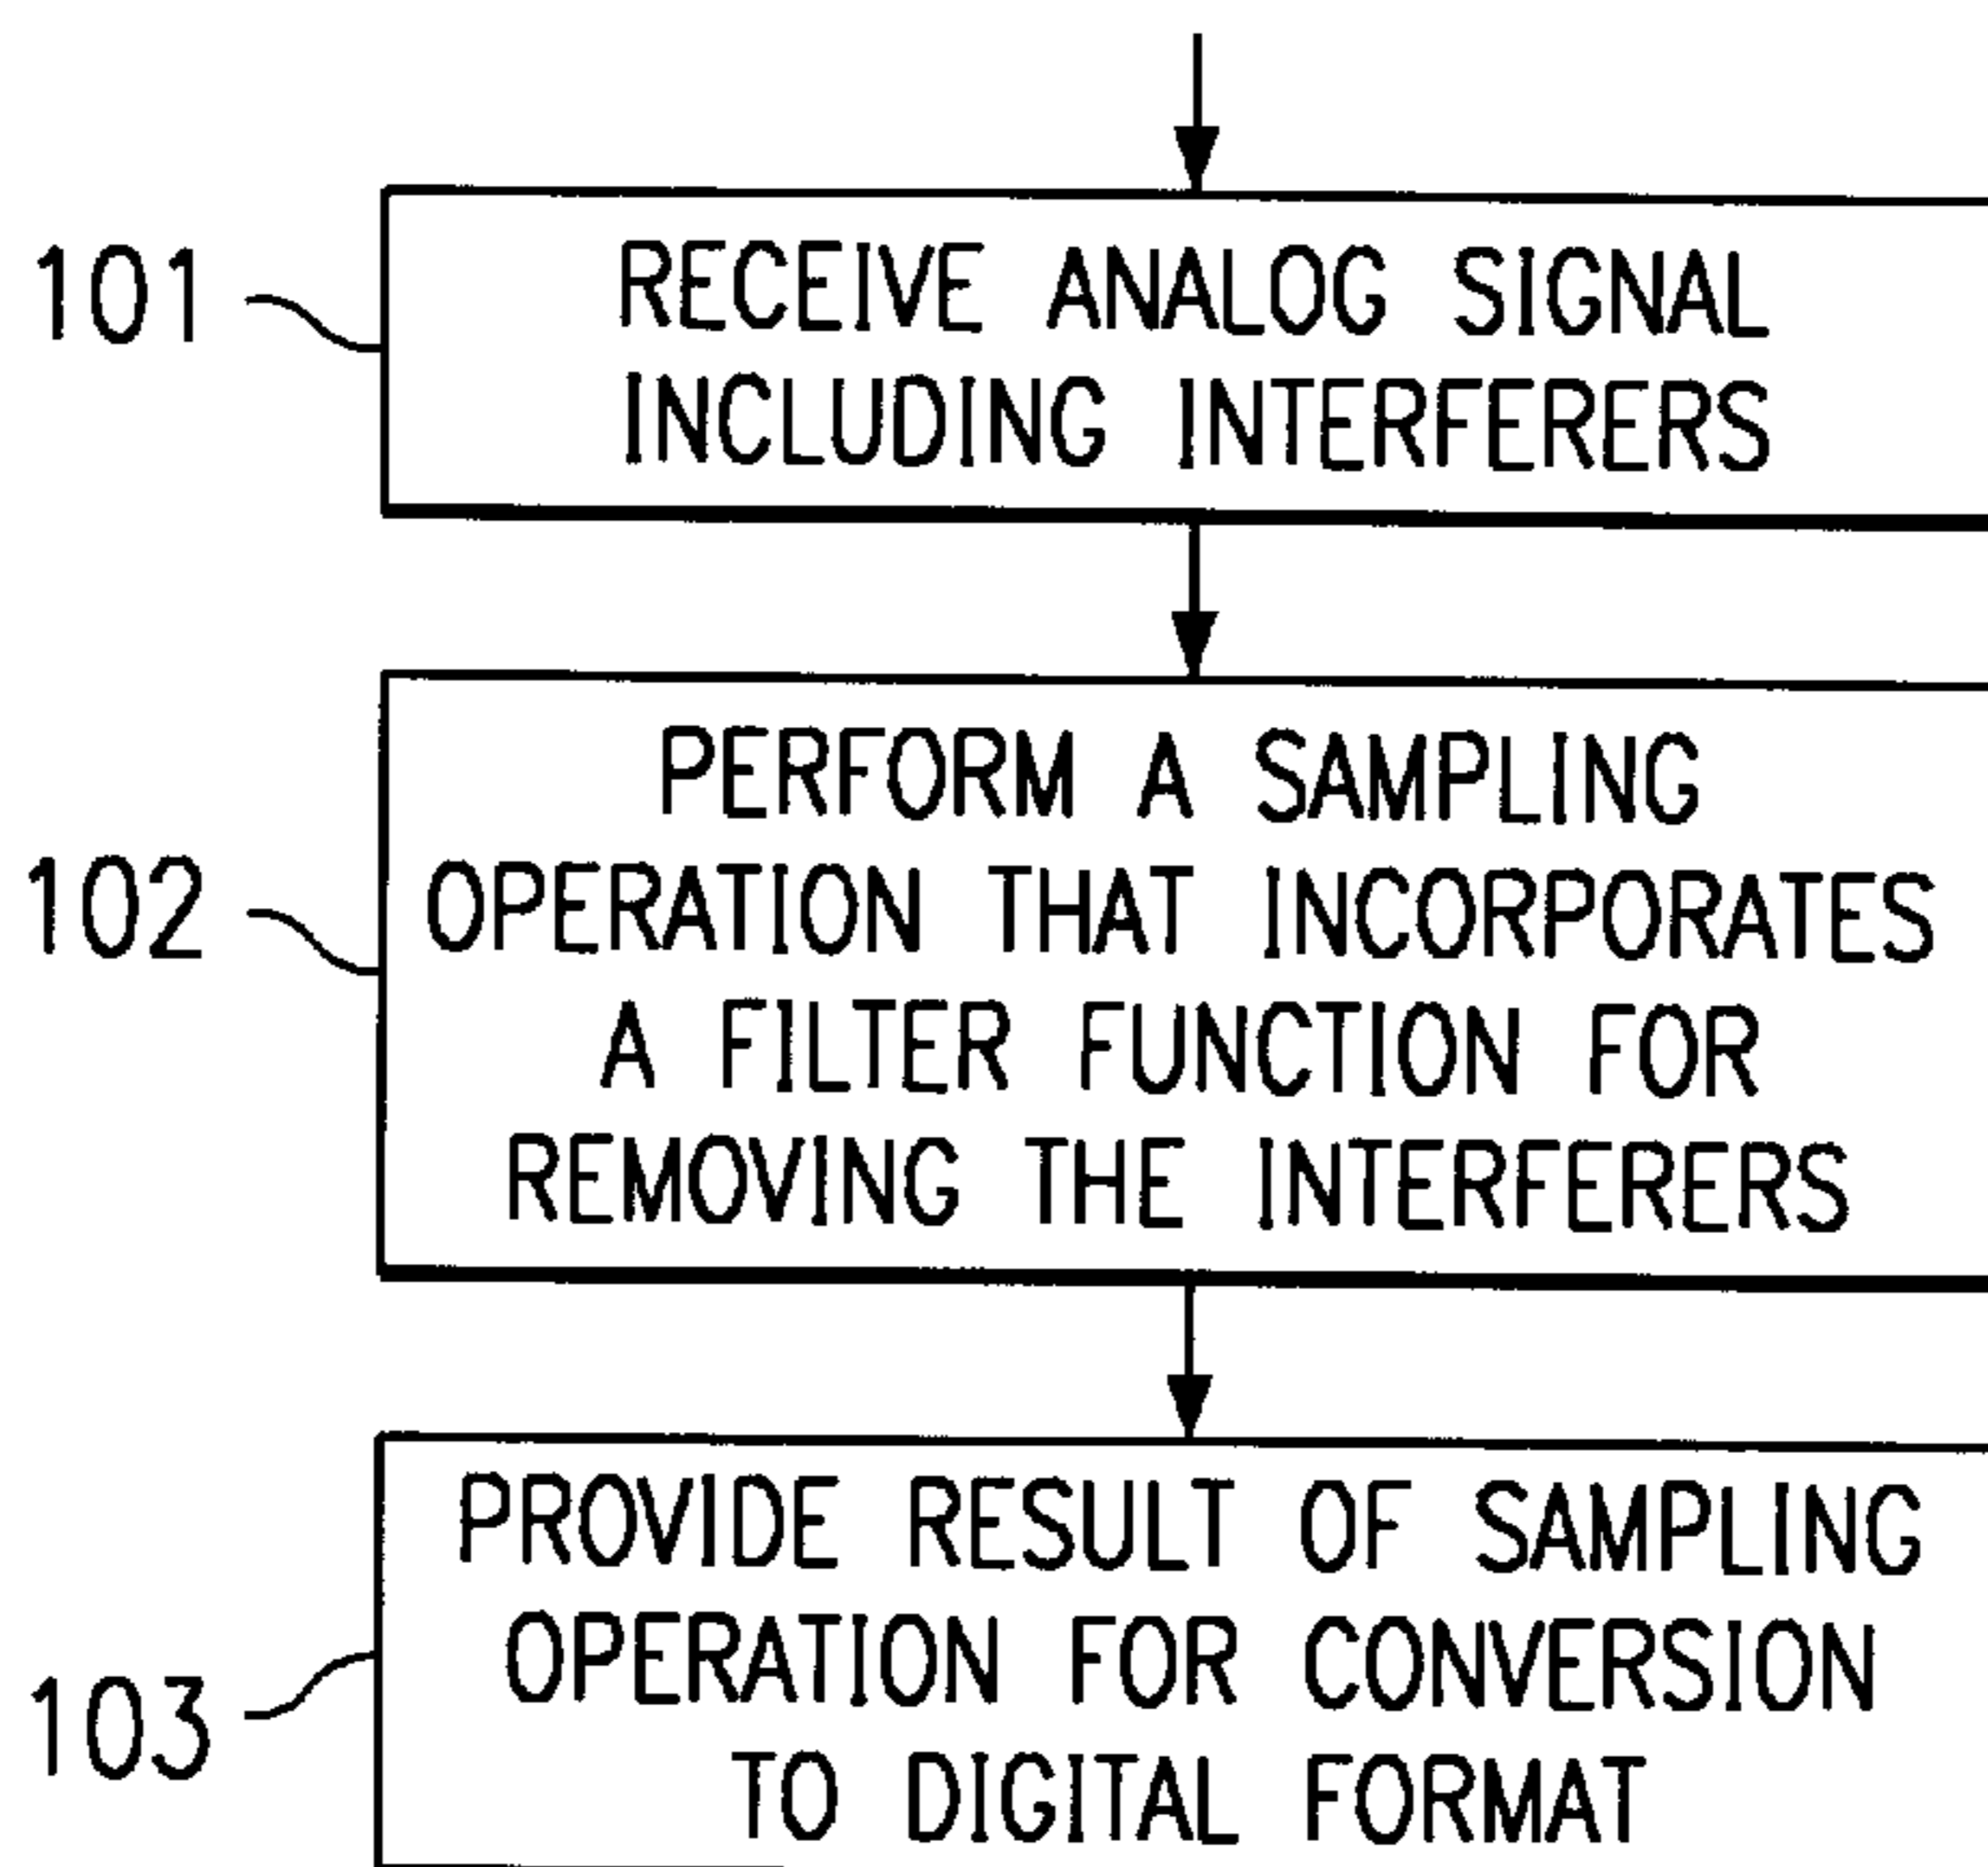 101
RECEIVE ANALOG SIGNAL
INCLUDING INTERFERERS
102
PERFORM A SAMPLING
OPERATION THAT INCORPORATES
A FILTER FUNCTION FOR
REMOVING THE INTERFERERS
103
PROVIDE RESULT OF SAMPLING
OPERATION FOR CONVERSION
TO DIGITAL FORMAT